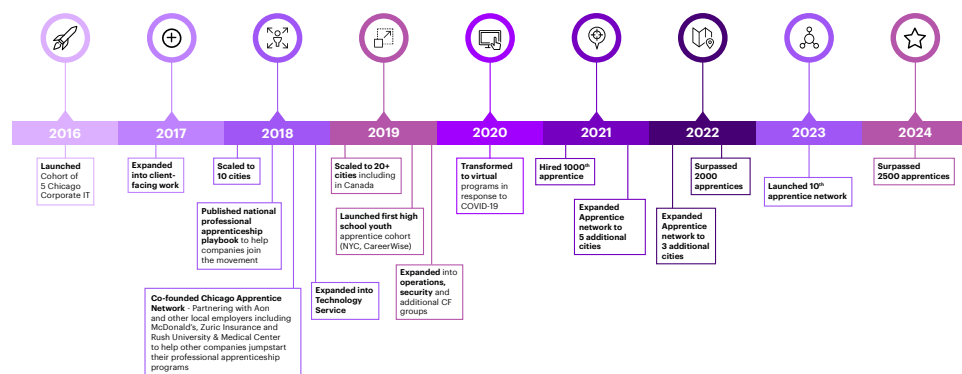 2016
2017
2018
2019
2020
2021
2022
2023
2024
Launched
Cohort of
5 Chicago
Corporate IT
Expanded
into client-
facing work
Scaled to
10 cities
Published national
professional
apprenticeship
playbook to help
companies join
the movement
Co-founded Chicago Apprentice
Network - Partnering with Aon
and other local employers including
McDonald's, Zuric Insurance and
Rush University & Medical Center
to help other companies jumpstart
their professional apprenticeship
programs
Expanded into
Technology
Service
Scaled to 20+
cities including
in Canada
Launched first high
school youth
apprentice cohort
(NYC, CareerWise)
Expanded into
operations,
security and
additional CF
groups
Transformed
to virtual
programs in
response to
COVID-19
Hired 1000th
apprentice
Expanded
Apprentice
network to
5 additional
cities
Expanded
Apprentice
network to
3 additional
cities
Surpassed
2000
apprentices
Launched 10th
apprentice network
Surpassed
2500 apprentices